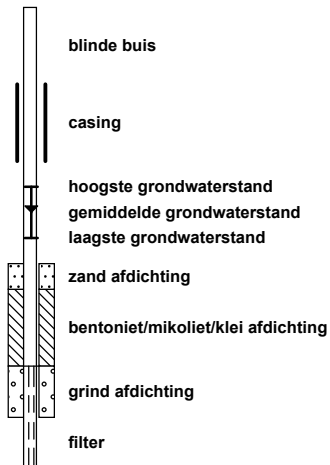 blinde buis
casing
hoogste grondwaterstand
gemiddelde grondwaterstand
laagste grondwaterstand
zand afdichting
bentoniet/mikoliet/klei afdichting
grind afdichting
filter